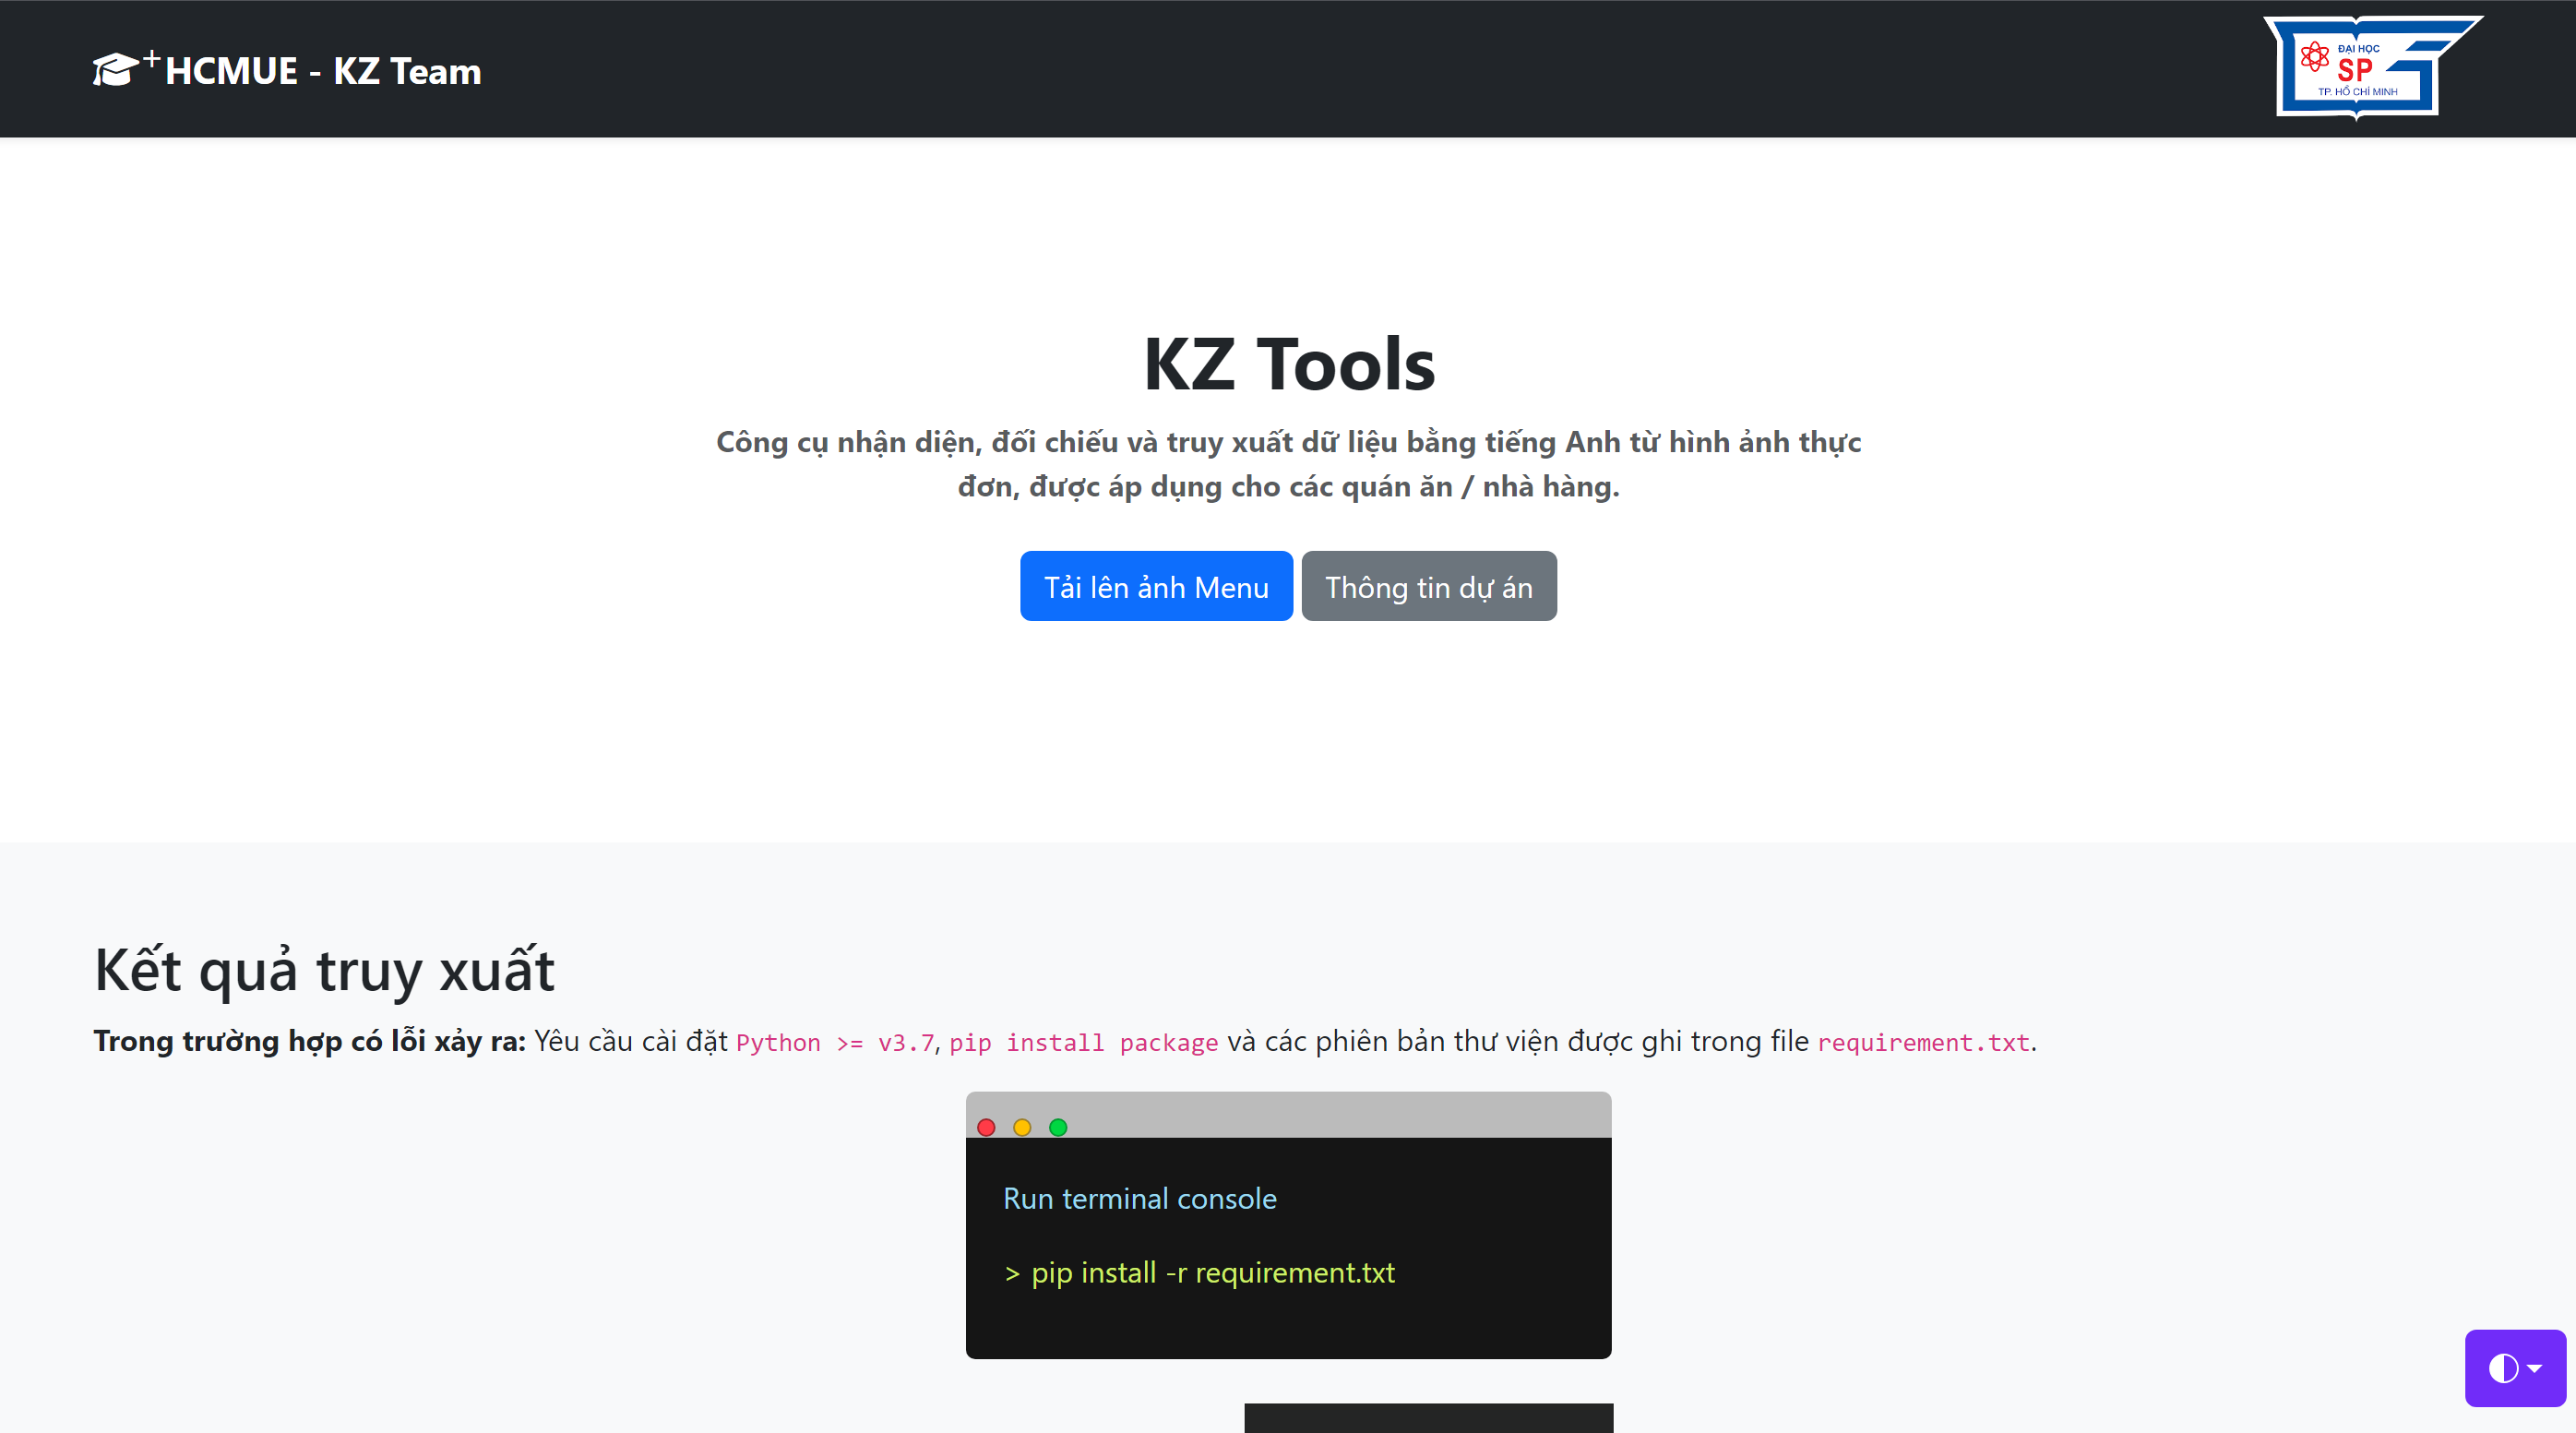 +HCMUE - KZ Team
ĐẠI HỌC
SP
TP. HỒ CHÍ MINH
KZ Tools
Công cụ nhận diện, đối chiếu và truy xuất dữ liệu bằng tiếng Anh từ hình ảnh thực
đơn, được áp dụng cho các quán ăn / nhà hàng.
Tải lên ảnh Menu
Thông tin dự án
Kết quả truy xuất
Trong trường hợp có lỗi xảy ra: Yêu cầu cài đặt Python >= v3.7, pip install package và các phiên bản thư viện được ghi trong file requirement.txt.
Run terminal console
> pip install -r requirement.txt